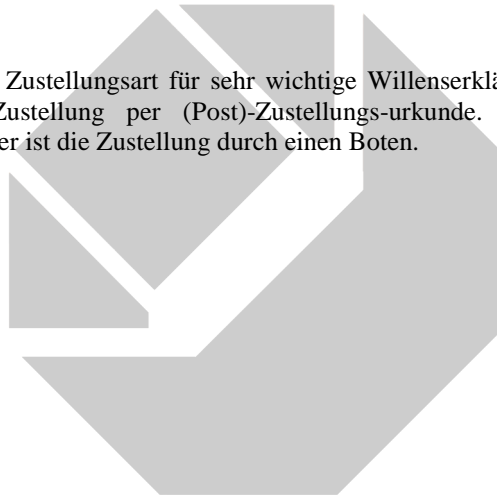 Zustellungsart für sehr wichtige Willenserklä
Zustellung per (Post)-Zustellungs-urkunde.
er ist die Zustellung durch einen Boten.